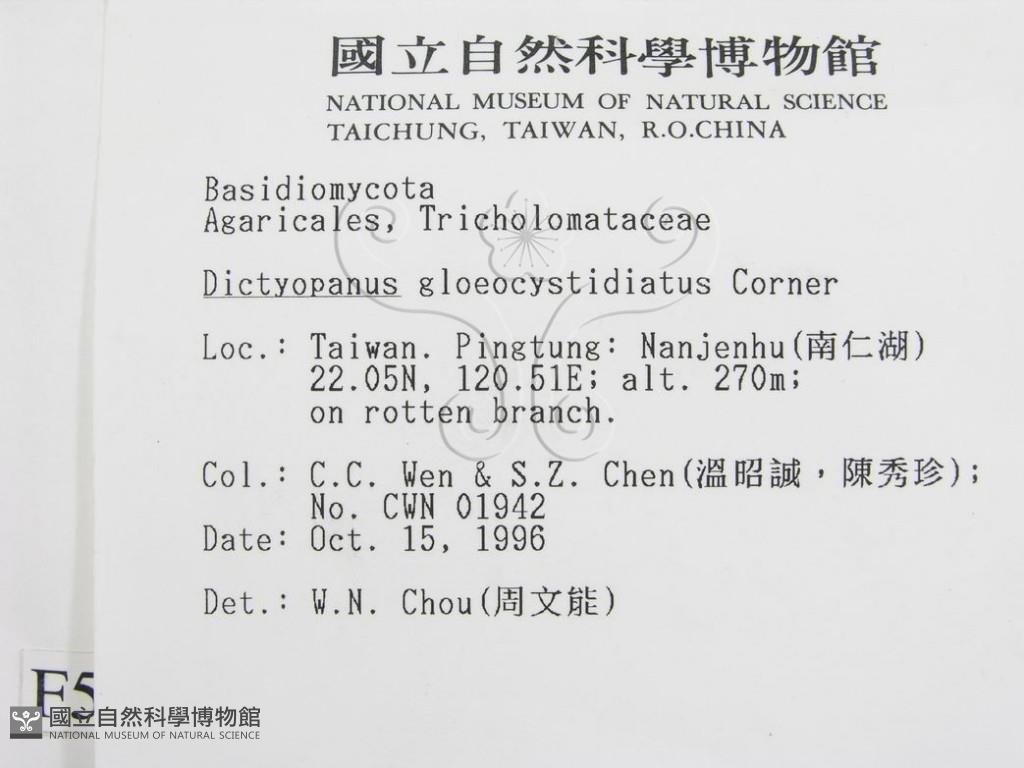 國立自然科學博物館
NATIONAL MUSEUM OF NATURAL SCIENCE
TAICHUNG, TAIWAN, R.O.CHINA
Basidiomycota
Agaricales, Tricholomataceae
Dictyopanus gloeocystidiatus Corner
Loc.: Taiwan. Pingtung: Nanjenhu(南仁湖)
22.05N, 120.51E; alt. 270m;
on rotten branch.
Col.: C.C. Wen & S.Z. Chen(溫昭誠，陳秀珍);
No. CWN 01942
Date: Oct. 15, 1996
Det.: W.N. Chou(周文能)
F5
國立自然科學博物館
NATIONAL MUSEUM OF NATURAL SCIENCE